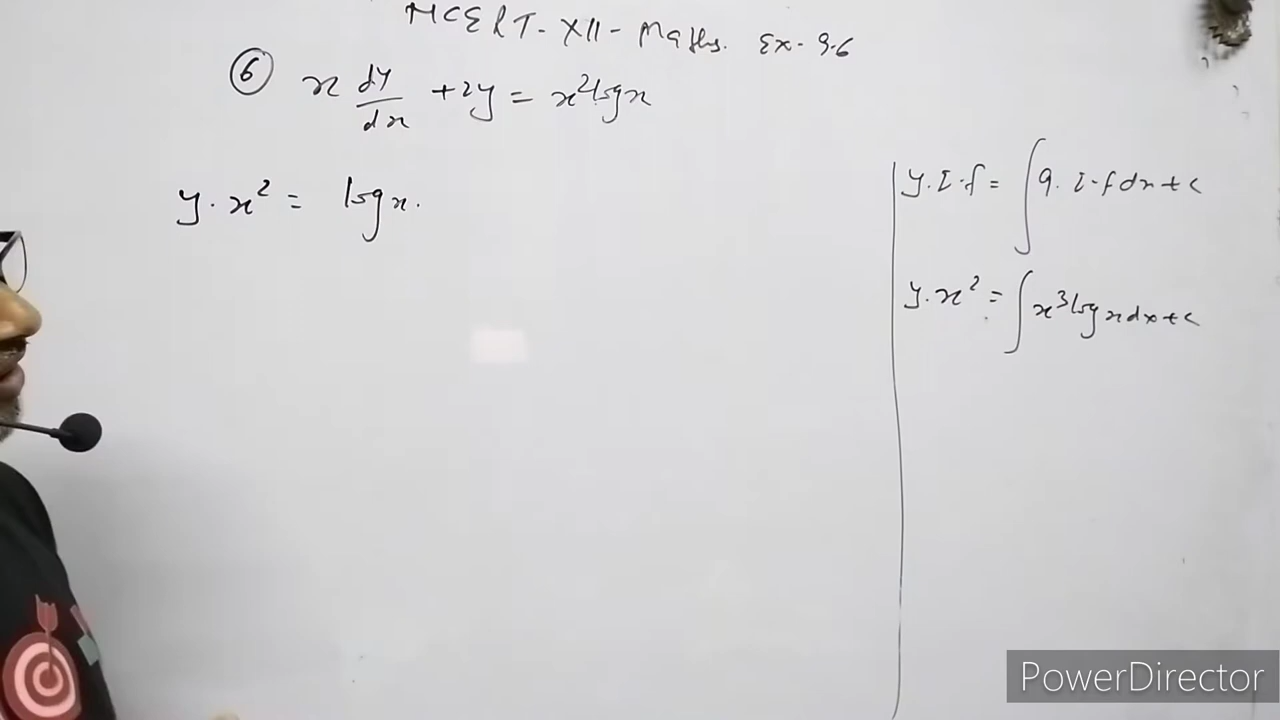 NCERT-XII-Maths. Ex-9.6
⑥ x dy/dx + 2y = x² log x
y.x² = log x.
y.I.f = ∫ q. I.f dx + c
y.x² = ∫ x³ log x dx + c
PowerDirector